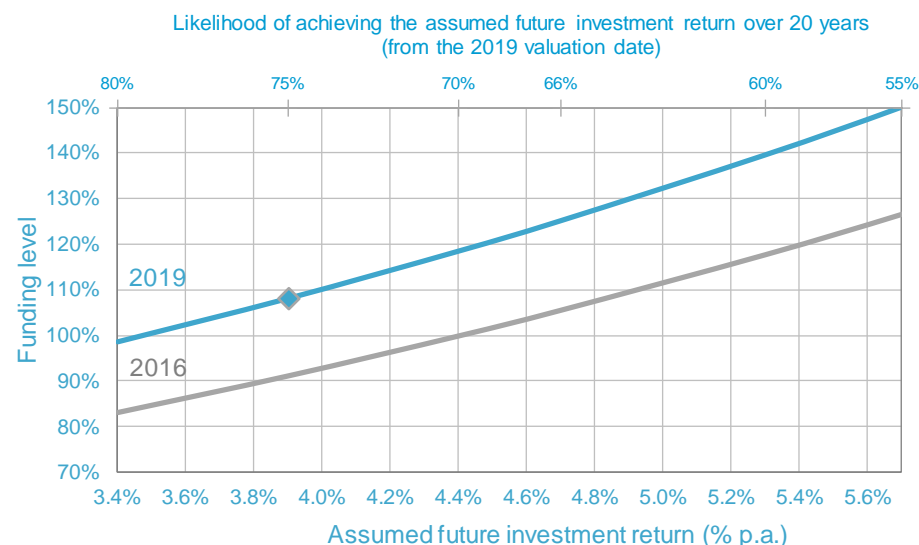 Likelihood of achieving the assumed future investment return over 20 years
(from the 2019 valuation date)
80% 75% 70% 66% 60% 55%
150%
140%
130%
120%
110%
100%
90%
80%
70%
Funding level
2019
2016
3.4% 3.6% 3.8% 4.0% 4.2% 4.4% 4.6% 4.8% 5.0% 5.2% 5.4% 5.6%
Assumed future investment return (% p.a.)